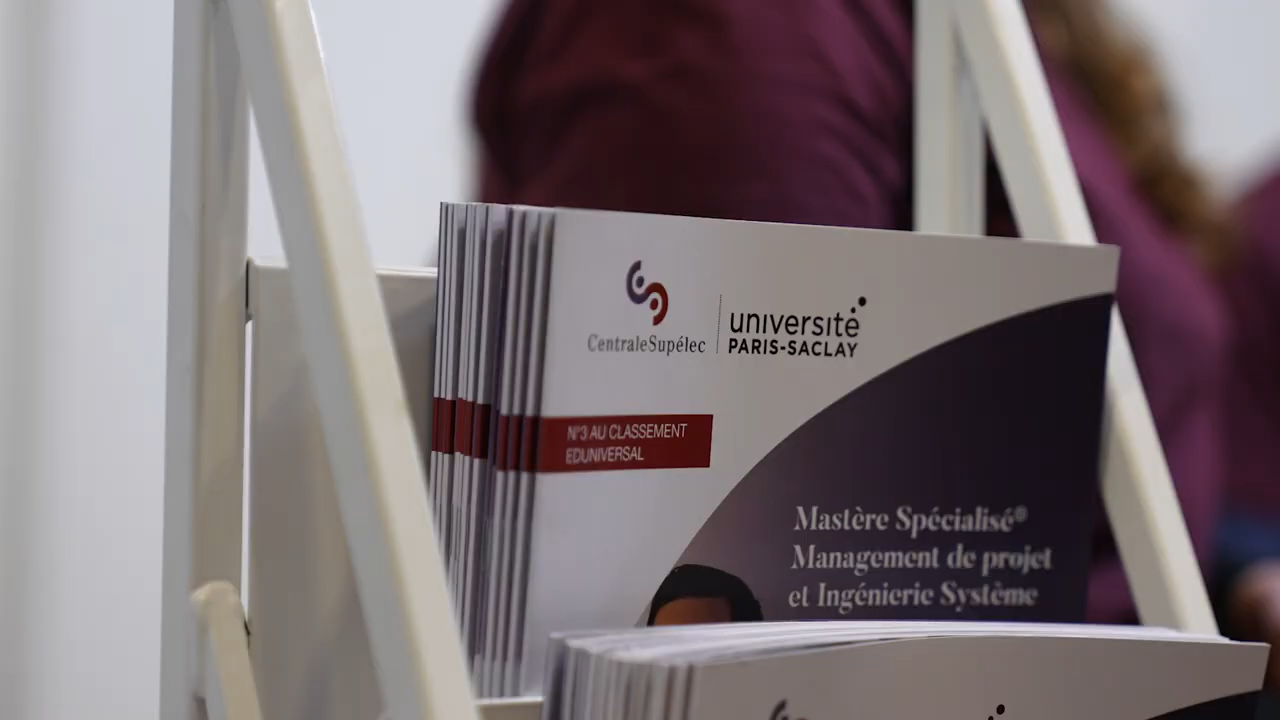 CentraleSupélec
université
PARIS-SACLAY
N°3 AU CLASSEMENT
EDUNIVERSAL
Mastère Spécialisé®
Management de projet
et Ingénierie Système